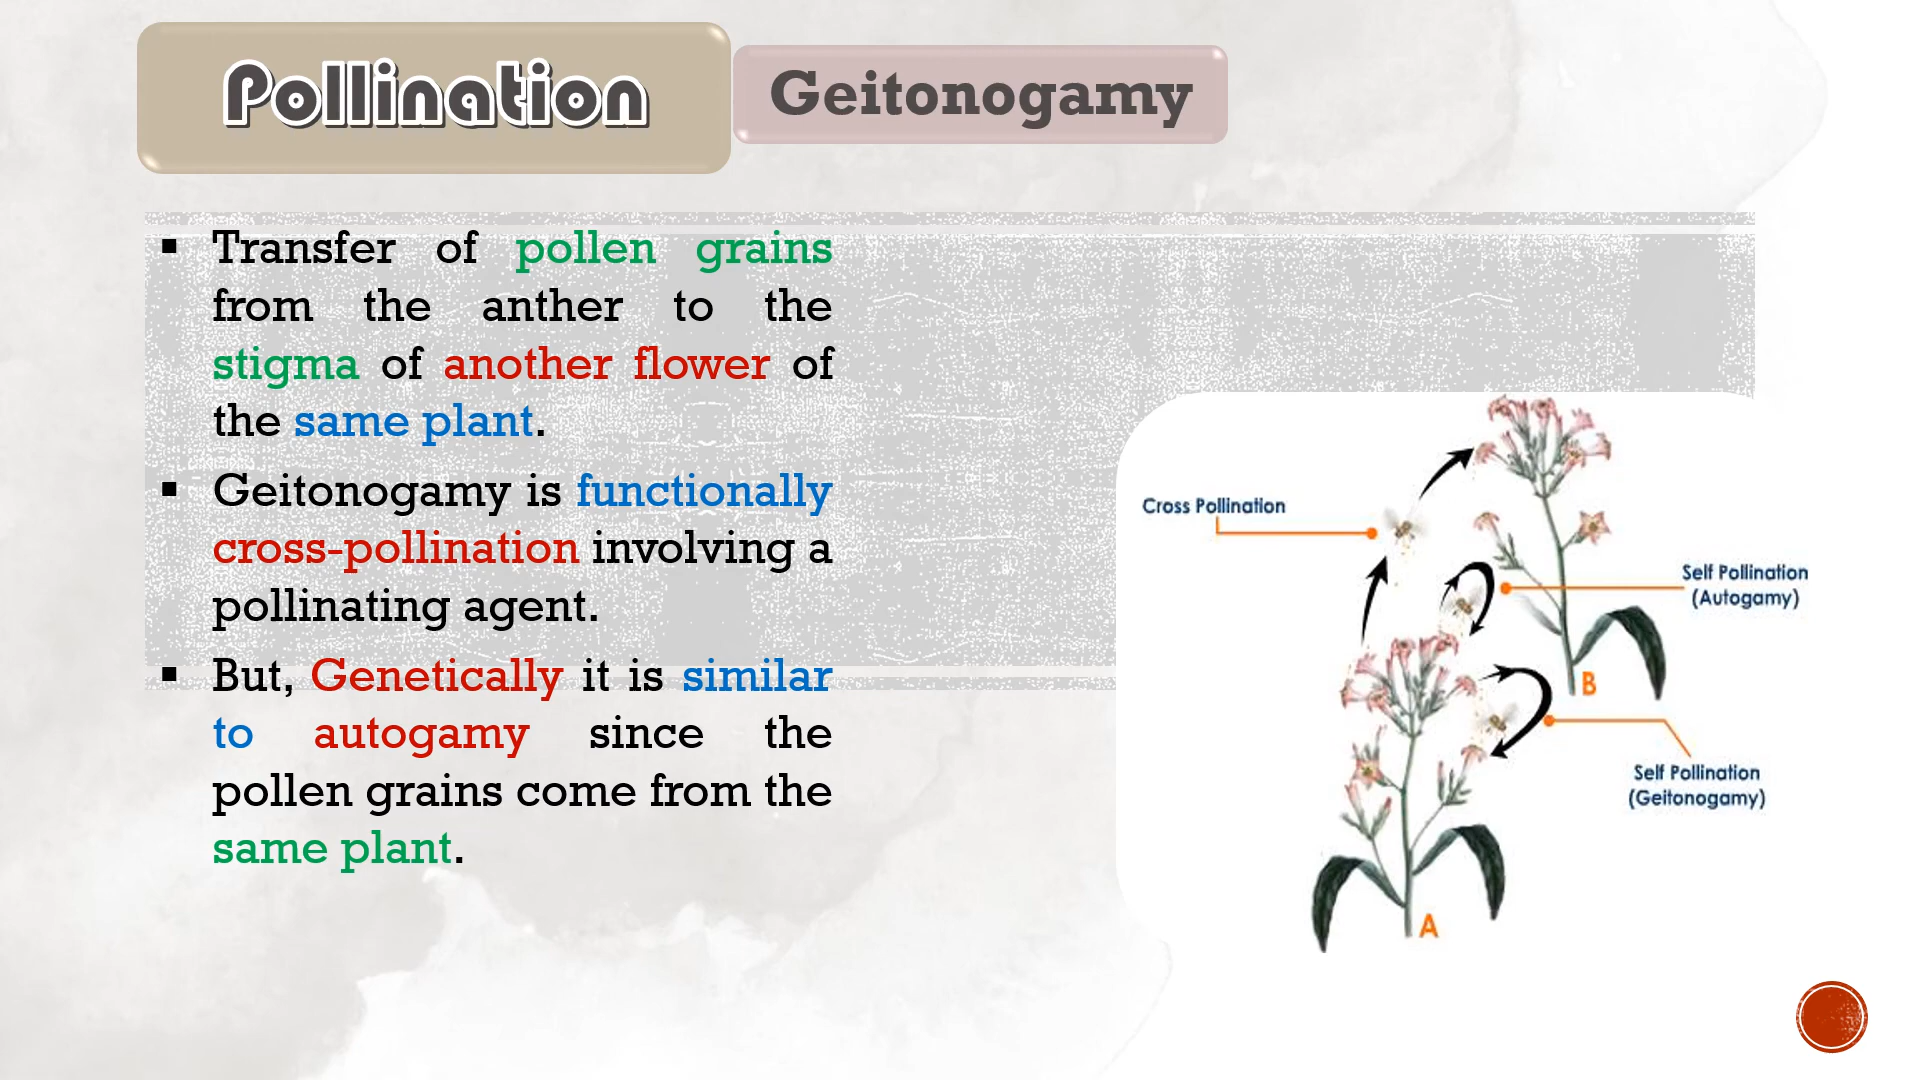 Pollination
Geitonogamy
▪ Transfer of pollen grains
from the anther to the
stigma of another flower of
the same plant.
▪ Geitonogamy is functionally
cross-pollination involving a
pollinating agent.
▪ But, Genetically it is similar
to autogamy since the
pollen grains come from the
same plant.
Cross Pollination
Self Pollination
(Autogamy)
B
Self Pollination
(Geitonogamy)
A